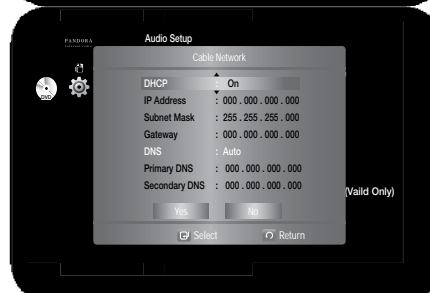 PANDORA
Audio Setup
Cable Network
DHCP : On
IP Address : 000 . 000 . 000 . 000
Subnet Mask : 255 . 255 . 255 . 000
Gateway : 000 . 000 . 000 . 000
DNS : Auto
Primary DNS : 000 . 000 . 000 . 000
Secondary DNS : 000 . 000 . 000 . 000
(Vaild Only)
Yes No
Select Return
DVD